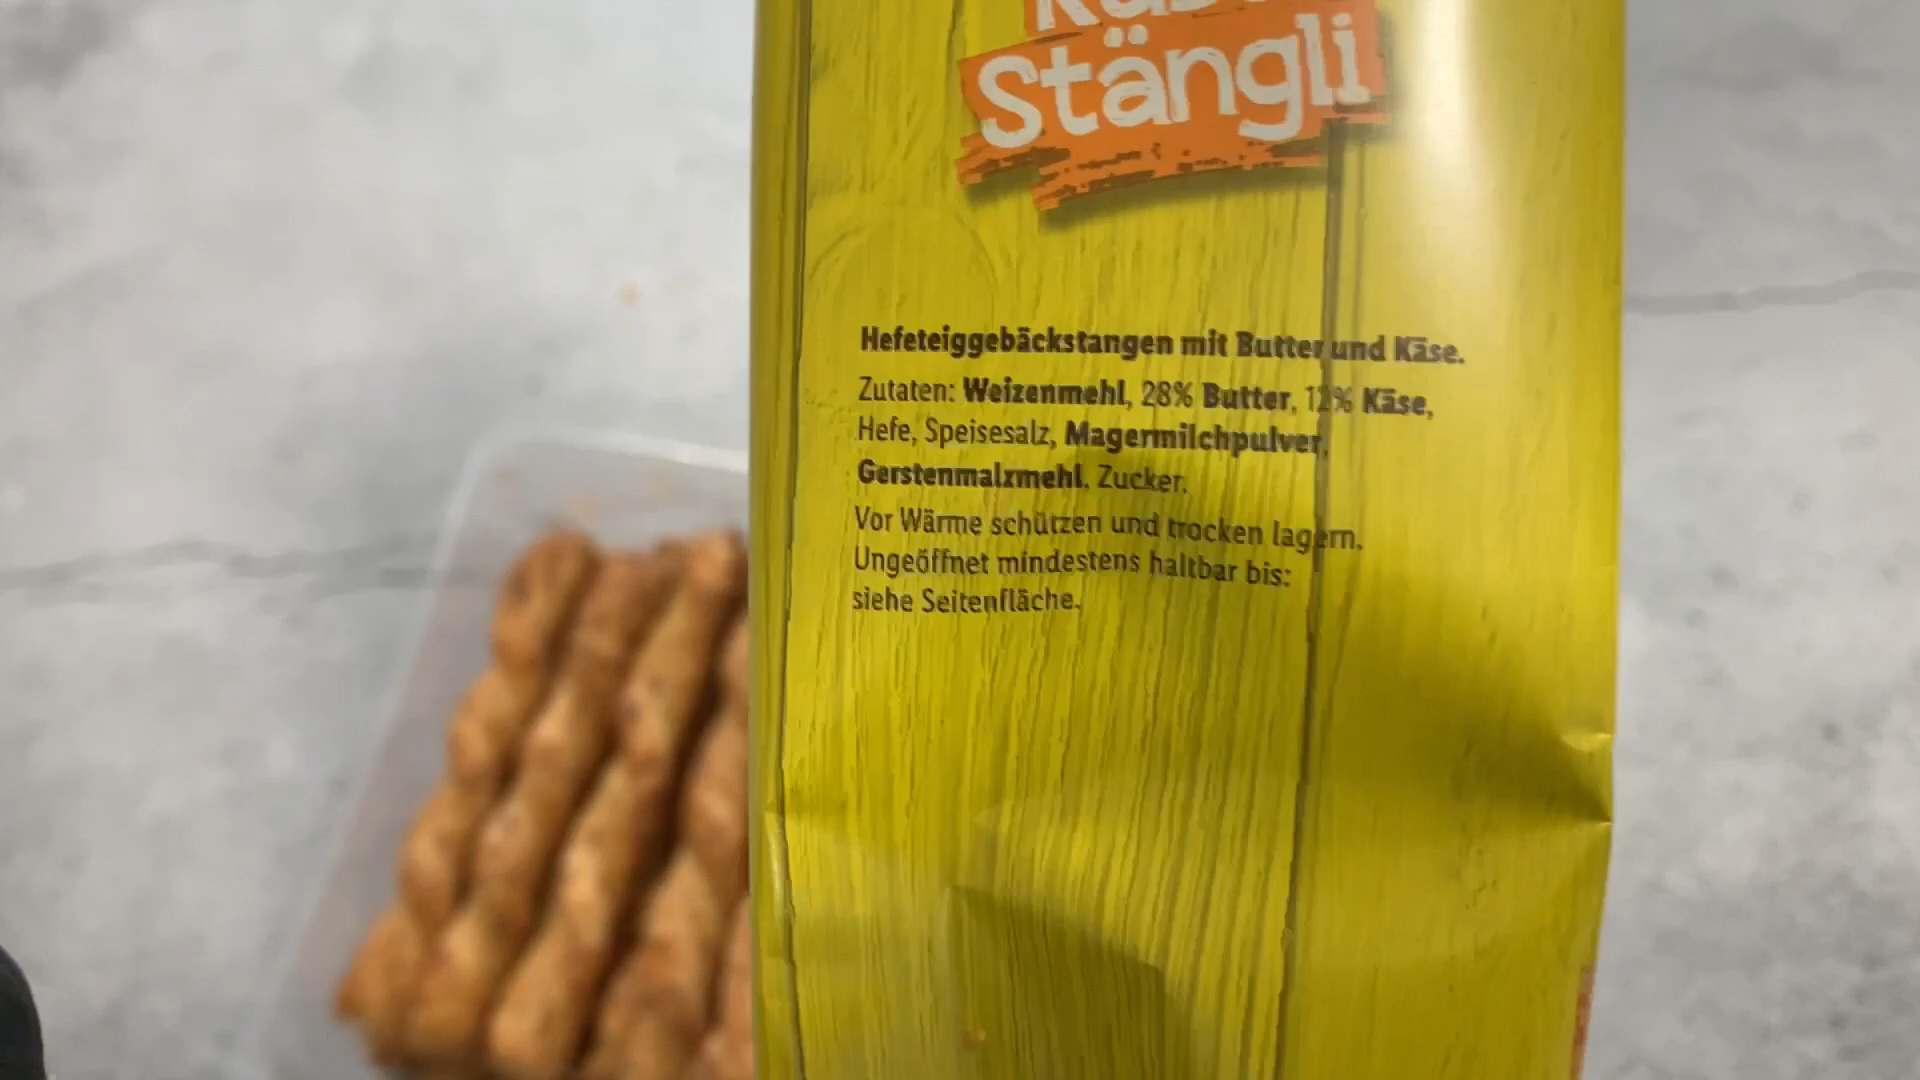 Stängli
Hefeteiggebäckstangen mit Butter und Käse.
Zutaten: Weizenmehl, 28% Butter, 12% Käse,
Hefe, Speisesalz, Magermilchpulver,
Gerstenmalzmehl, Zucker.
Vor Wärme schützen und trocken lagern.
Ungeöffnet mindestens haltbar bis:
siehe Seitenfläche.